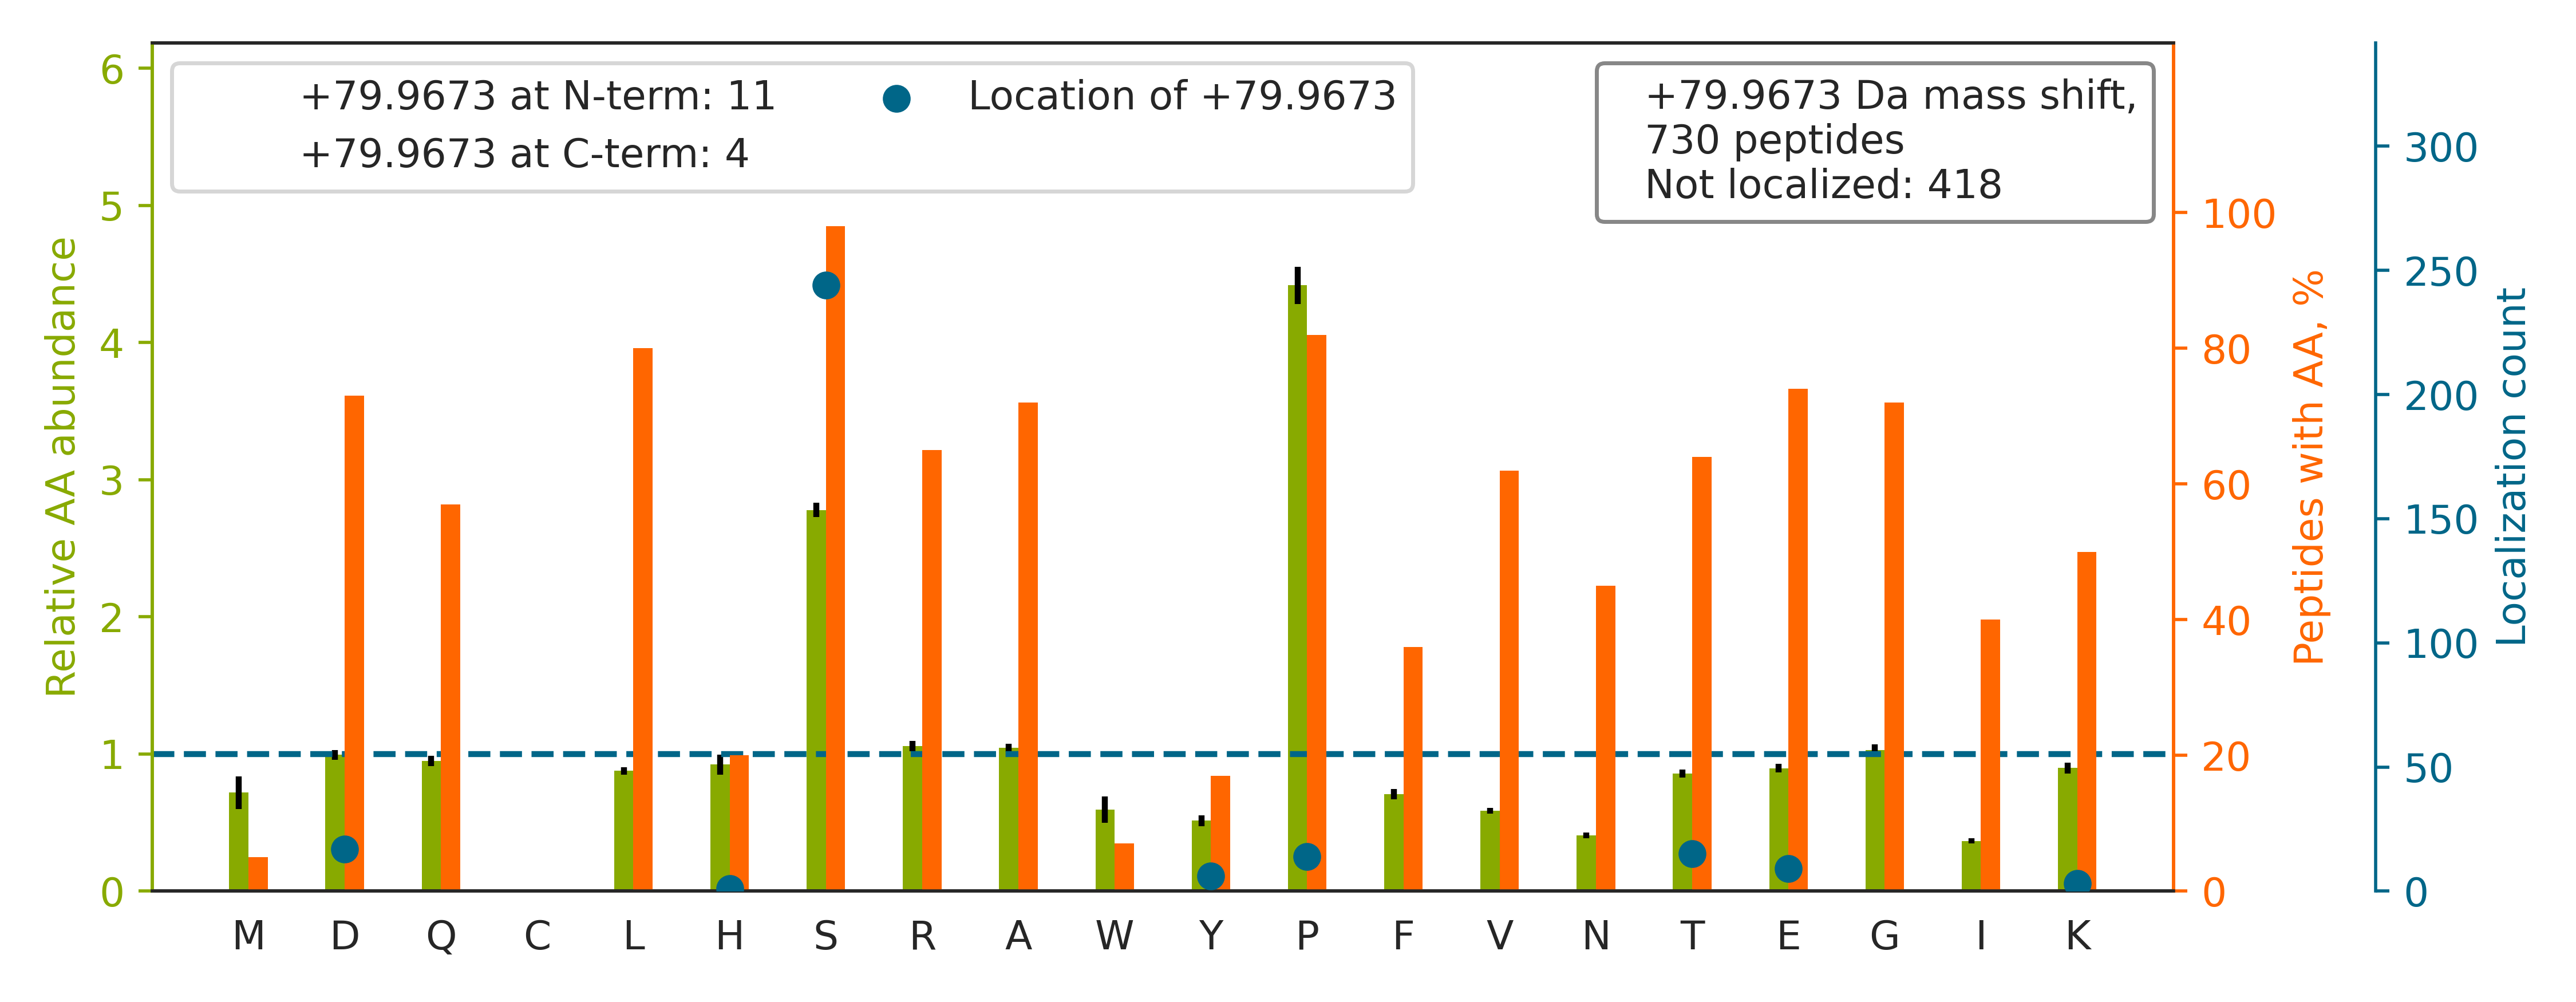 +79.9673 at N-term: 11
+79.9673 at C-term: 4
Location of +79.9673
+79.9673 Da mass shift,
730 peptides
Not localized: 418
Relative AA abundance
6
5
4
3
2
1
0
M D Q C L H S R A W Y P F V N T E G I K
100
80
60
40
20
0
Peptides with AA, %
300
250
200
150
100
50
0
Localization count